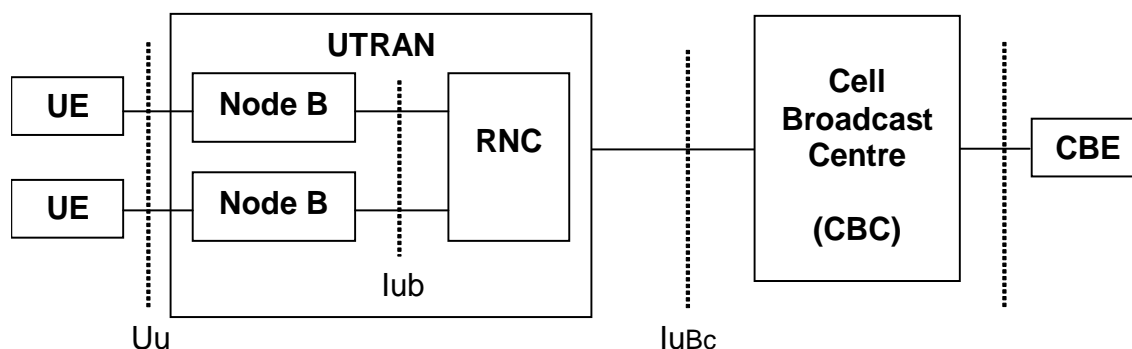 UTRAN
UE
Node B
RNC
UE
Node B
Iub
Uu
IuBc
Cell
Broadcast
Centre
(CBC)
CBE